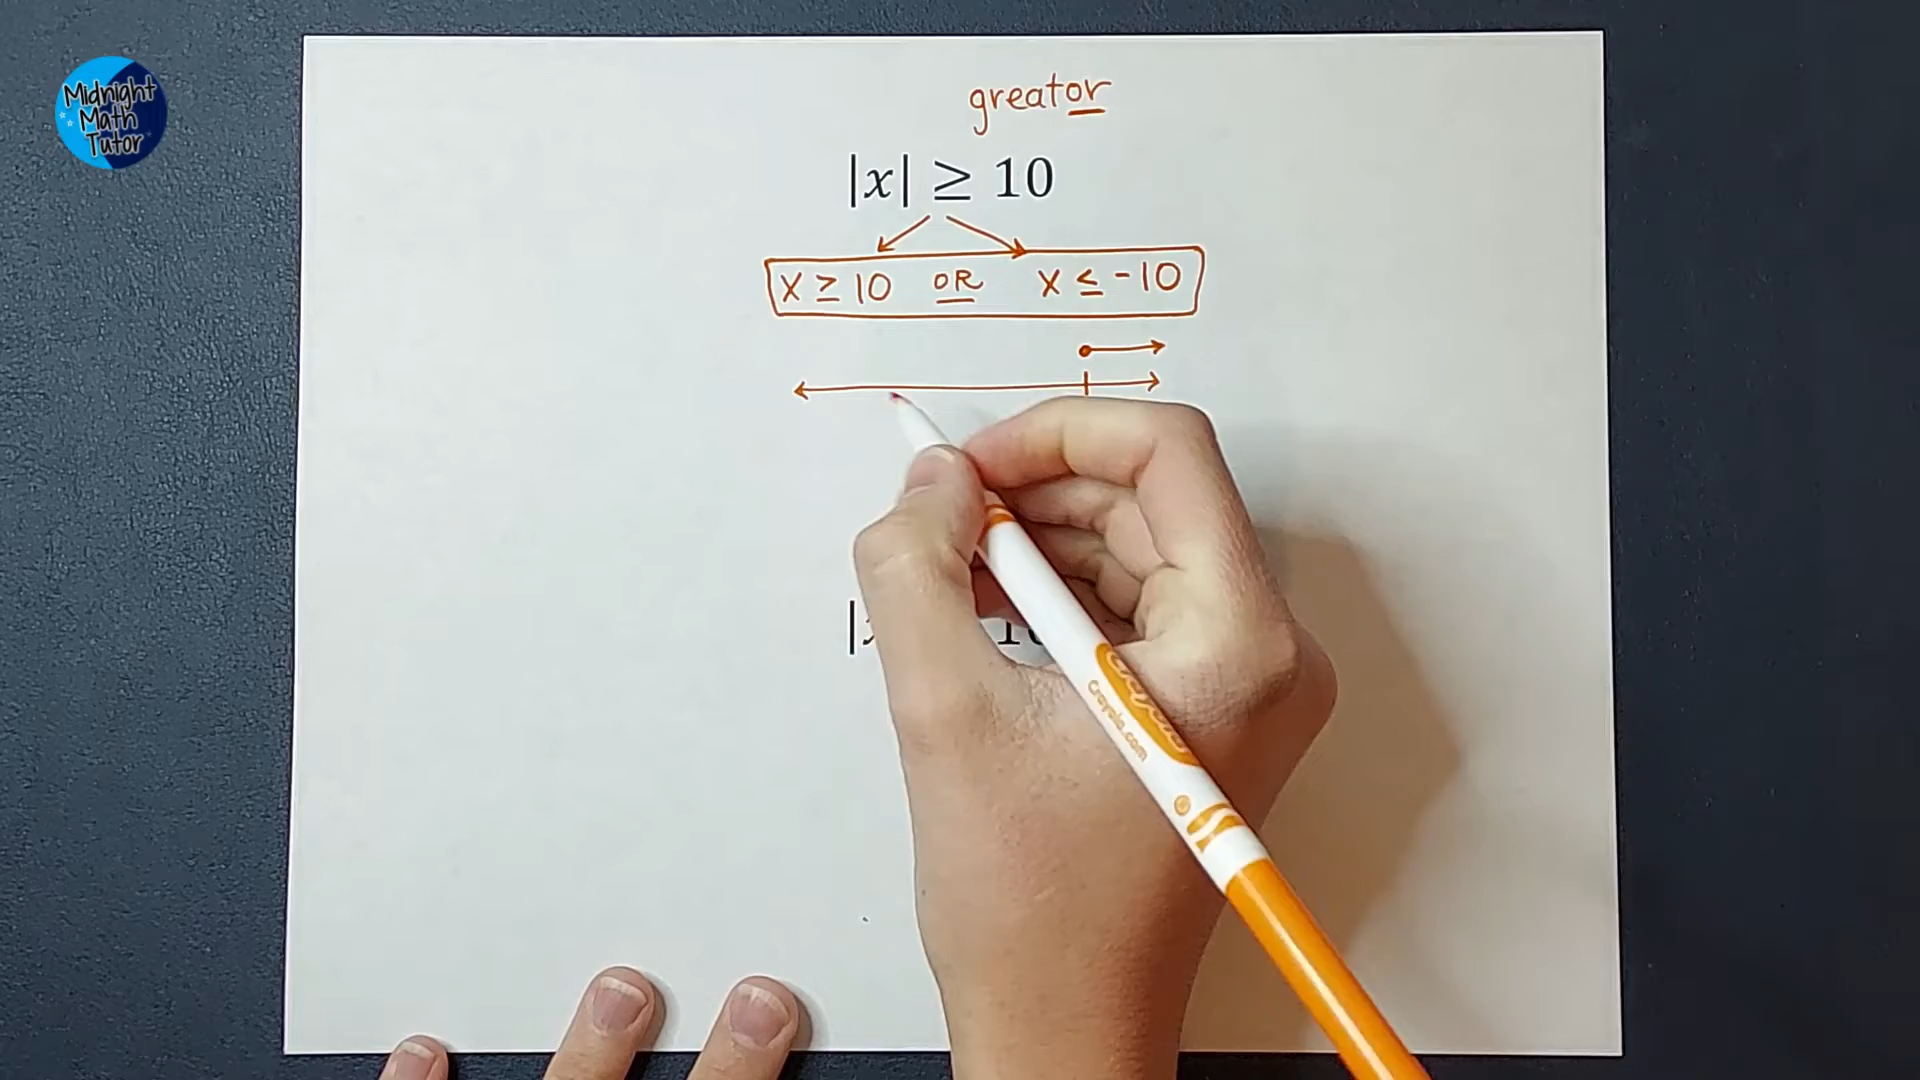 Midnight
Math
Tutor
greator
|x| ≥ 10
x ≥ 10 OR x ≤ -10
Crayola
Crayola.com